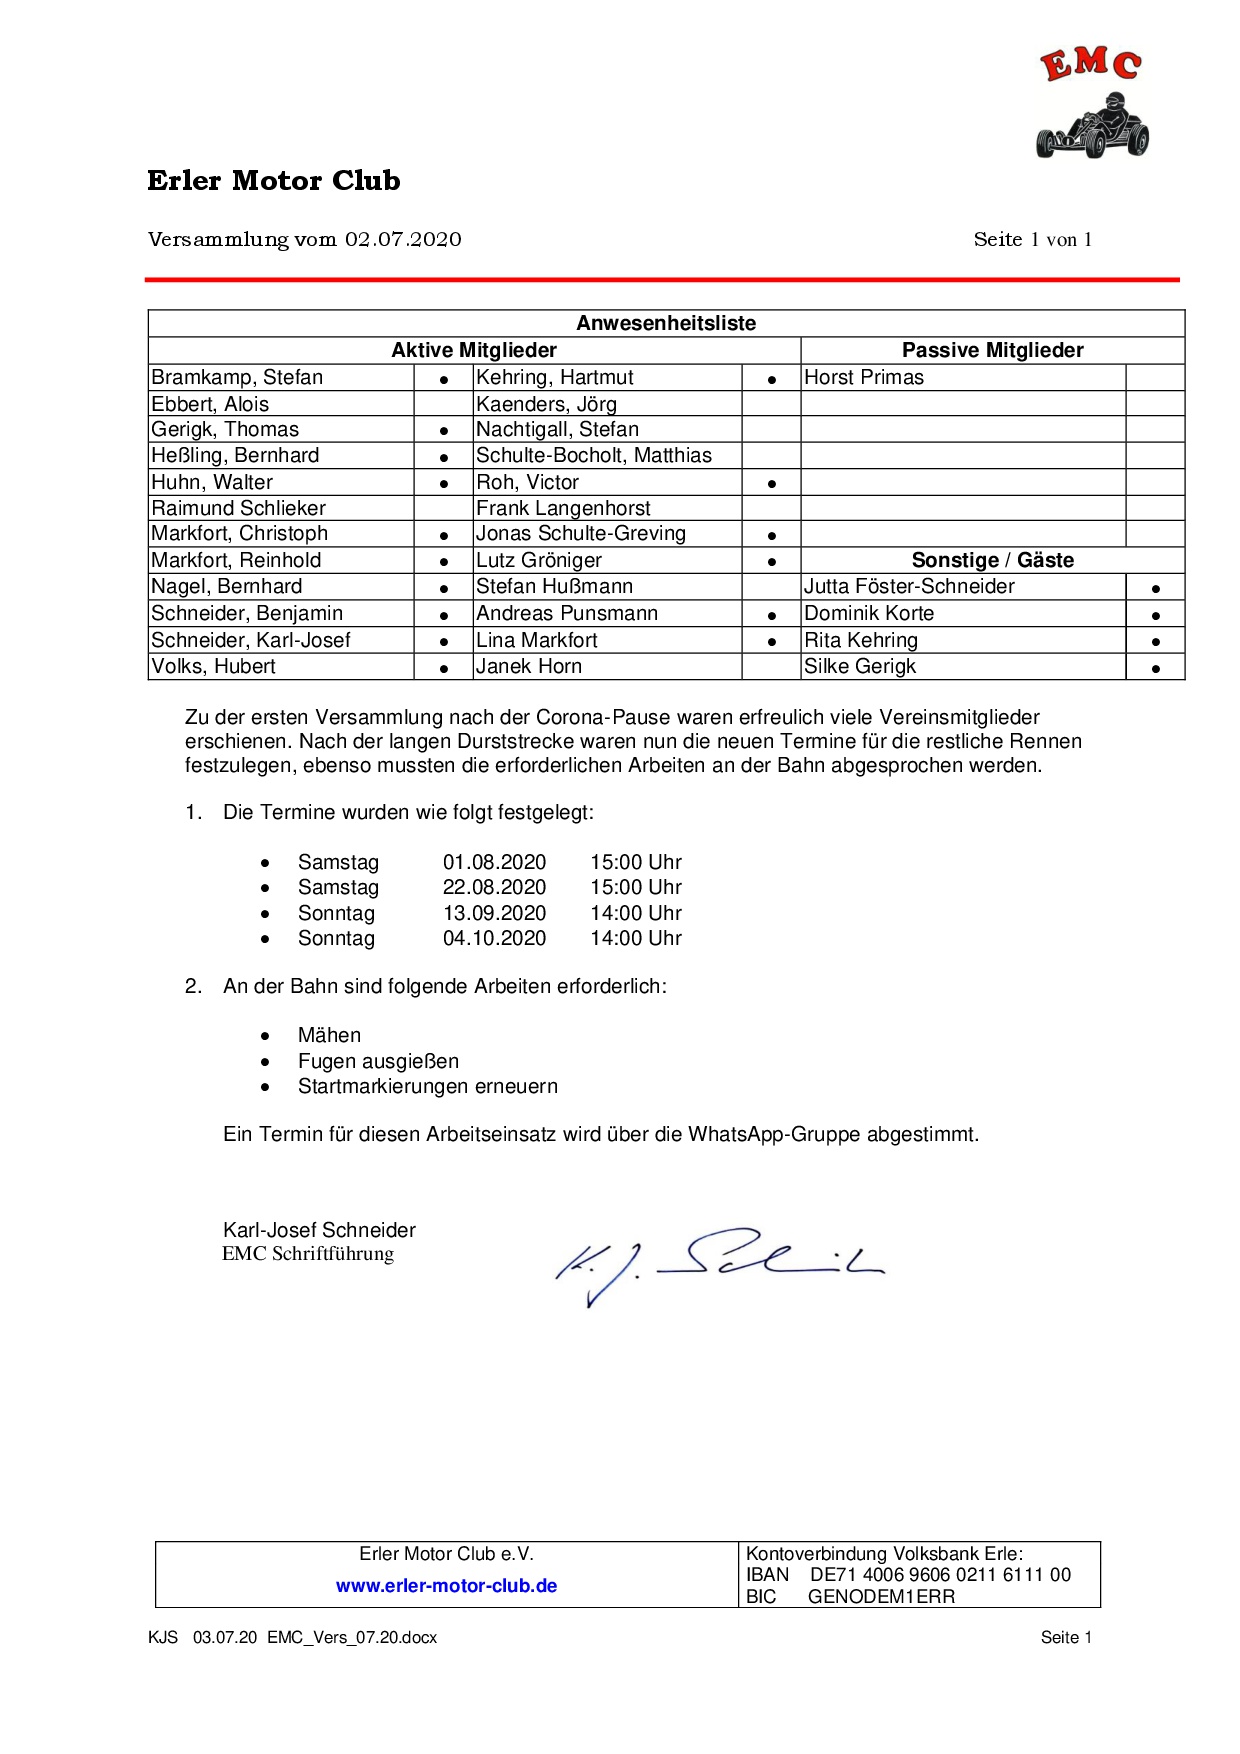 EMC
Erler Motor Club
Versammlung vom 02.07.2020 Seite 1 von 1
Anwesenheitsliste
Aktive Mitglieder Passive Mitglieder
Bramkamp, Stefan • Kehring, Hartmut • Horst Primas
Ebbert, Alois Kaenders, Jörg
Gerigk, Thomas • Nachtigall, Stefan
Heßling, Bernhard • Schulte-Bocholt, Matthias
Huhn, Walter • Roh, Victor •
Raimund Schlieker Frank Langenhorst
Markfort, Christoph • Jonas Schulte-Greving •
Markfort, Reinhold • Lutz Gröniger • Sonstige / Gäste
Nagel, Bernhard • Stefan Hußmann Jutta Föster-Schneider •
Schneider, Benjamin • Andreas Punsmann • Dominik Korte •
Schneider, Karl-Josef • Lina Markfort • Rita Kehring •
Volks, Hubert • Janek Horn Silke Gerigk •
Zu der ersten Versammlung nach der Corona-Pause waren erfreulich viele Vereinsmitglieder
erschienen. Nach der langen Durststrecke waren nun die neuen Termine für die restliche Rennen
festzulegen, ebenso mussten die erforderlichen Arbeiten an der Bahn abgesprochen werden.
1. Die Termine wurden wie folgt festgelegt:
• Samstag 01.08.2020 15:00 Uhr
• Samstag 22.08.2020 15:00 Uhr
• Sonntag 13.09.2020 14:00 Uhr
• Sonntag 04.10.2020 14:00 Uhr
2. An der Bahn sind folgende Arbeiten erforderlich:
• Mähen
• Fugen ausgießen
• Startmarkierungen erneuern
Ein Termin für diesen Arbeitseinsatz wird über die WhatsApp-Gruppe abgestimmt.
Karl-Josef Schneider
EMC Schriftführung
Erler Motor Club e.V. Kontoverbindung Volksbank Erle:
www.erler-motor-club.de IBAN DE71 4006 9606 0211 6111 00
BIC GENODEM1ERR
KJS 03.07.20 EMC_Vers_07.20.docx Seite 1